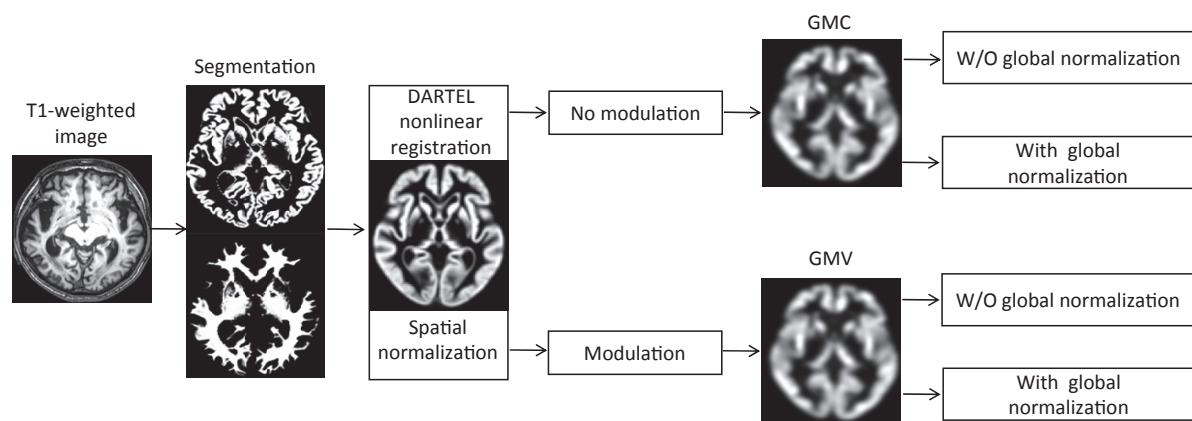 T1-weighted
image
Segmentation
DARTEL
nonlinear
registration
Spatial
normalization
No modulation
Modulation
GMC
W/O global normalization
With global
normalization
GMV
W/O global normalization
With global
normalization